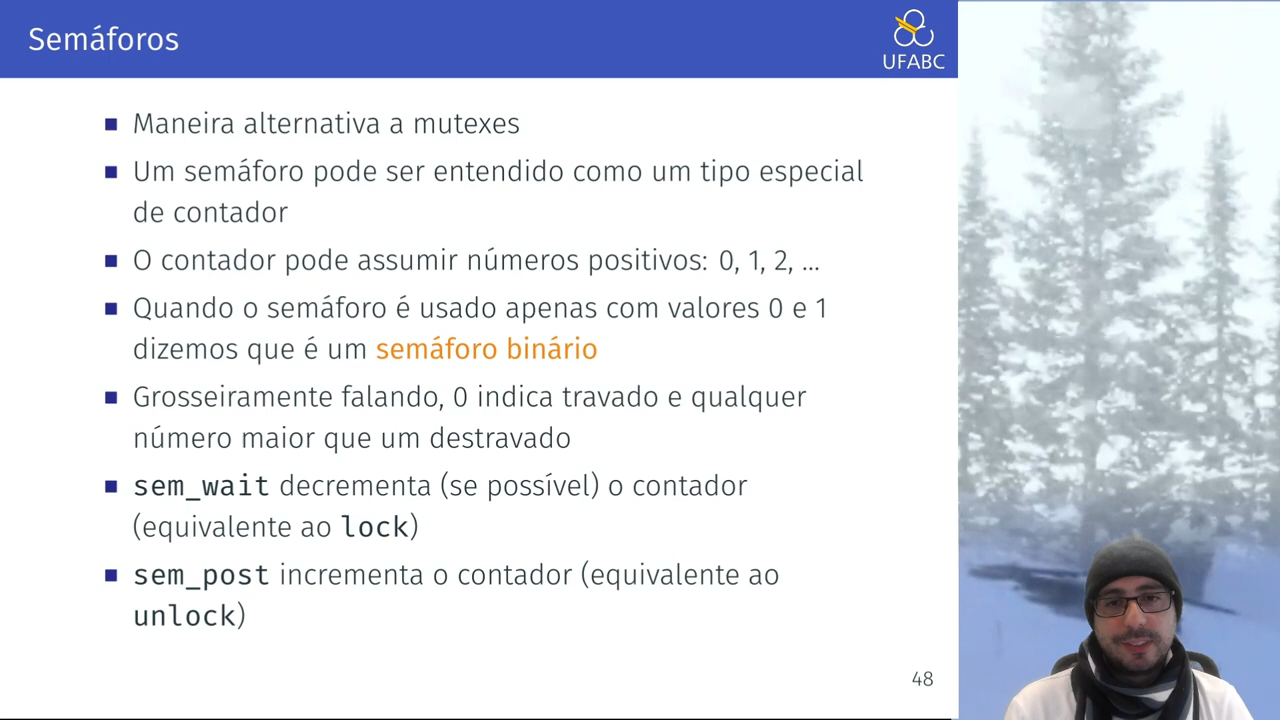 Semáforos
UFABC
Maneira alternativa a mutexes
Um semáforo pode ser entendido como um tipo especial
de contador
O contador pode assumir números positivos: 0, 1, 2, ...
Quando o semáforo é usado apenas com valores 0 e 1
dizemos que é um semáforo binário
Grosseiramente falando, 0 indica travado e qualquer
número maior que um destravado
sem_wait decrementa (se possível) o contador
(equivalente ao lock)
sem_post incrementa o contador (equivalente ao
unlock)
48